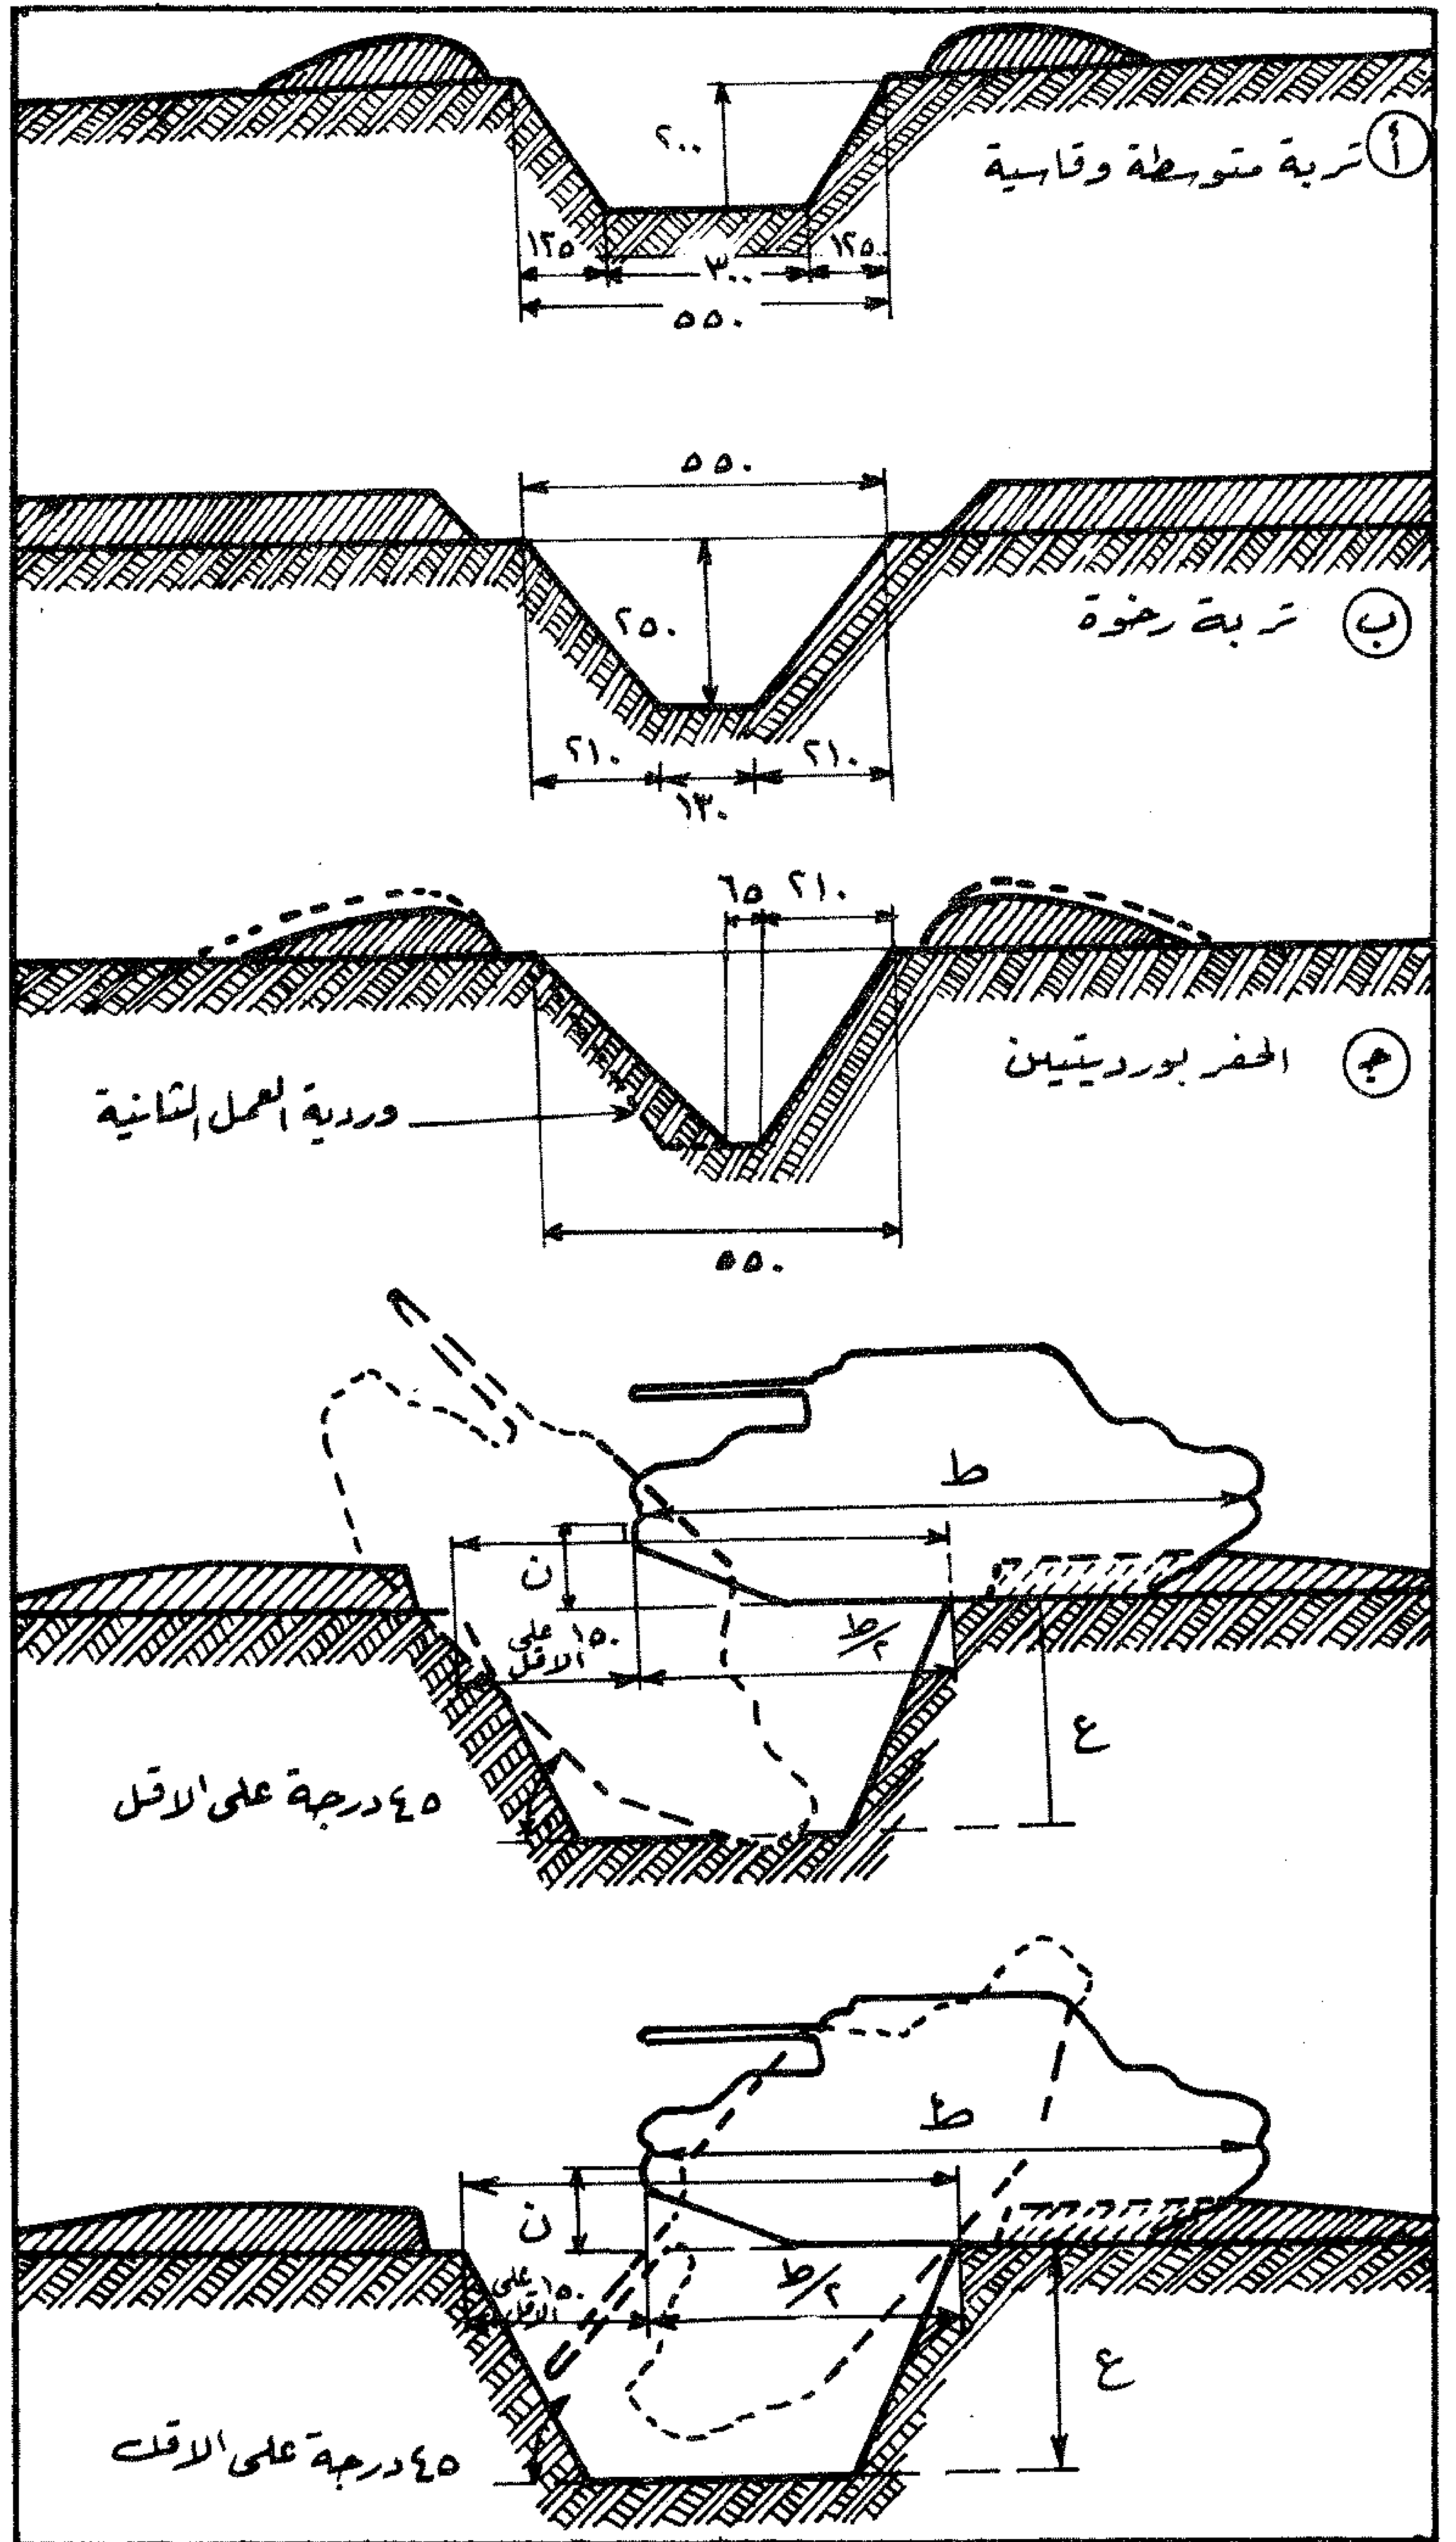 أ تربة متوسطة وقاسية
٢٠٠
١٢٥ ٣٠٠ ١٢٥
٥٥٠
٥٥٠
ب تربة رخوة
٢٥٠
٢١٠ ١٣٠ ٢١٠
٢١٠ ٦٥
ج الحفر بورديتين
وردية العمل الثانية
٥٥٠
ط
ن
ط/٢
١٥٠ على
الاقل
ع
٤٥ درجة على الاقل
ط
ن
ط/٢
١٥٠ على
الاقل
ع
٤٥ درجة على الاقل